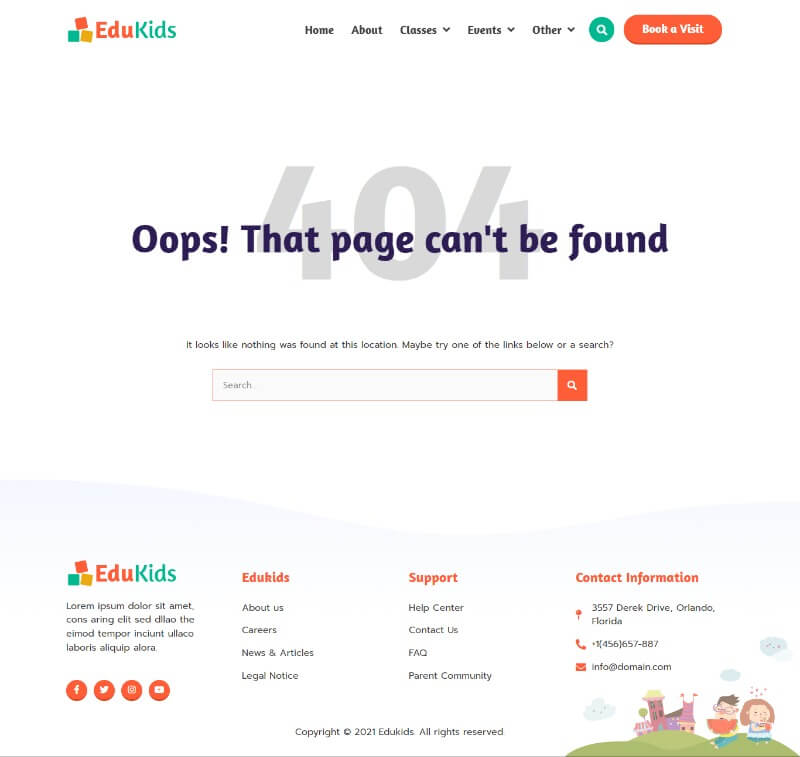 EduKids
Home About Classes Events Other Book a Visit
404
Oops! That page can't be found
It looks like nothing was found at this location. Maybe try one of the links below or a search?
Search...
EduKids
Lorem ipsum dolor sit amet,
cons aring elit sed dllao the
eimod tempor inciunt ullaco
laboris aliquip alora.
Edukids
About us
Careers
News & Articles
Legal Notice
Support
Help Center
Contact Us
FAQ
Parent Community
Contact Information
3557 Derek Drive, Orlando,
Florida
+1(456)657-887
info@domain.com
Copyright © 2021 Edukids. All rights reserved.